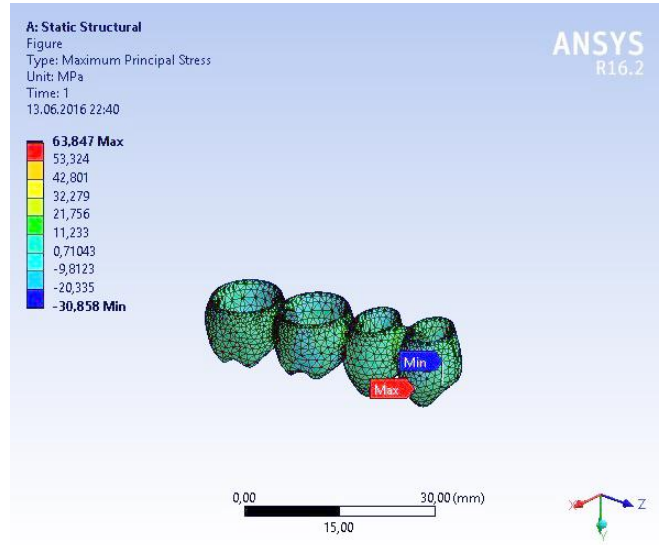 A: Static Structural
Figure
Type: Maximum Principal Stress
Unit: MPa
Time: 1
13.06.2016 22:40
ANSYS
R16.2
63,847 Max
53,324
42,801
32,279
21,756
11,233
0,71043
-9,8123
-20,335
-30,858 Min
Min
Max
0,00
30,00 (mm)
15,00
X
Y
Z